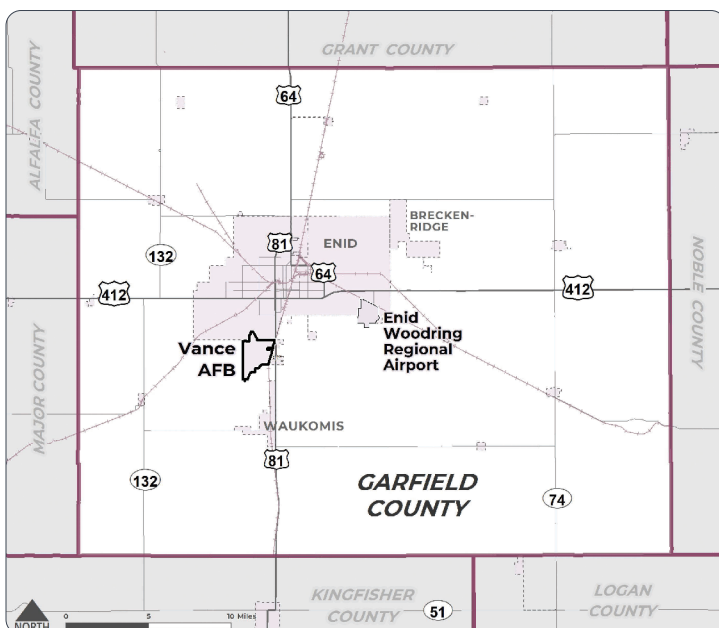 GRANT COUNTY
ALFALFA COUNTY
64
BRECKEN-
RIDGE
ENID
81
132
64
412
412
NOBLE COUNTY
Enid
Woodring
Regional
Airport
Vance
AFB
MAJOR COUNTY
WAUKOMIS
81
132
GARFIELD
COUNTY
74
KINGFISHER
COUNTY
51
LOGAN
COUNTY
NORTH
0 5 10 Miles